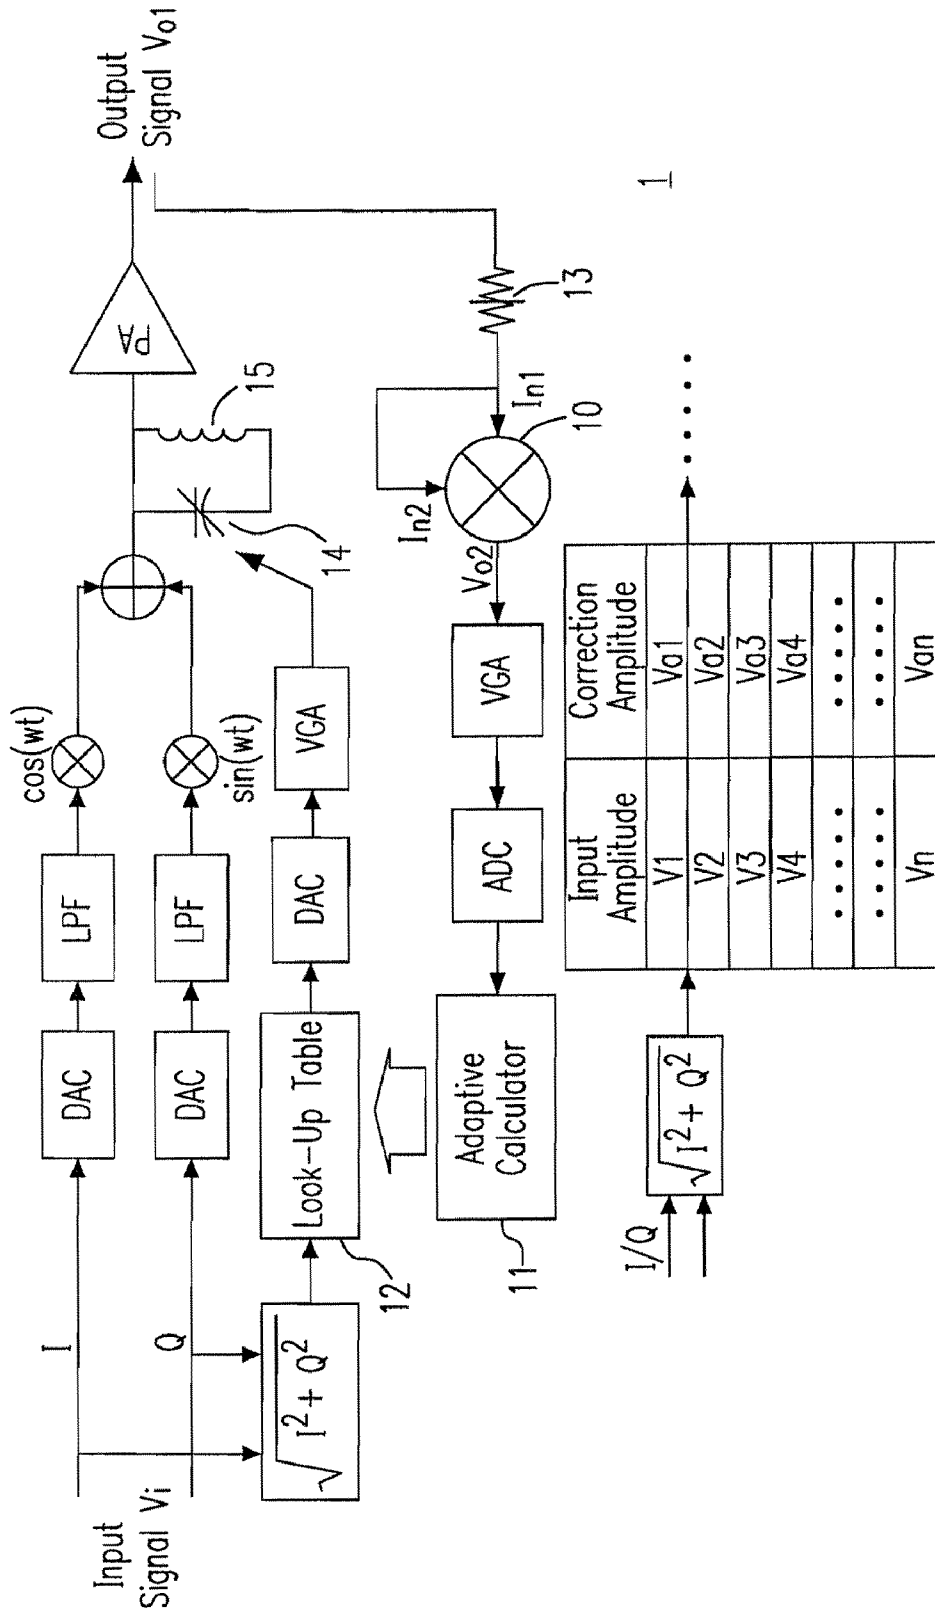 Input
Signal Vi
I
Q
DAC
LPF
cos(wt)
DAC
LPF
sin(wt)
PA
Output
Signal Vo1
15
14
√I² + Q²
12
Look-Up Table
DAC
VGA
11
Adaptive
Calculator
ADC
VGA
Vo2
In2
In1
10
13
1
I/Q
√I² + Q²
Input
Amplitude
Correction
Amplitude
V1
Va1
V2
Va2
V3
Va3
V4
Va4
Vn
Van